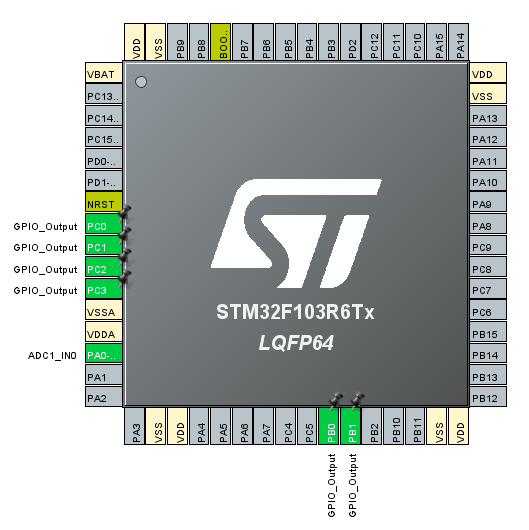 VDD
VSS
PB9
PB8
BOO..
PB7
PB6
PB5
PB4
PB3
PD2
PC12
PC11
PC10
PA15
PA14
VBAT
PC13..
PC14..
PC15..
PD0-..
PD1-..
NRST
GPIO_Output PC0
GPIO_Output PC1
GPIO_Output PC2
GPIO_Output PC3
VSSA
VDDA
ADC1_IN0 PA0-..
PA1
PA2
ST
STM32F103R6Tx
LQFP64
VDD
VSS
PA13
PA12
PA11
PA10
PA9
PA8
PC9
PC8
PC7
PC6
PB15
PB14
PB13
PB12
PA3
VSS
VDD
PA4
PA5
PA6
PA7
PC4
PC5
PB0
PB1
PB2
PB10
PB11
VSS
VDD
GPIO_Output
GPIO_Output